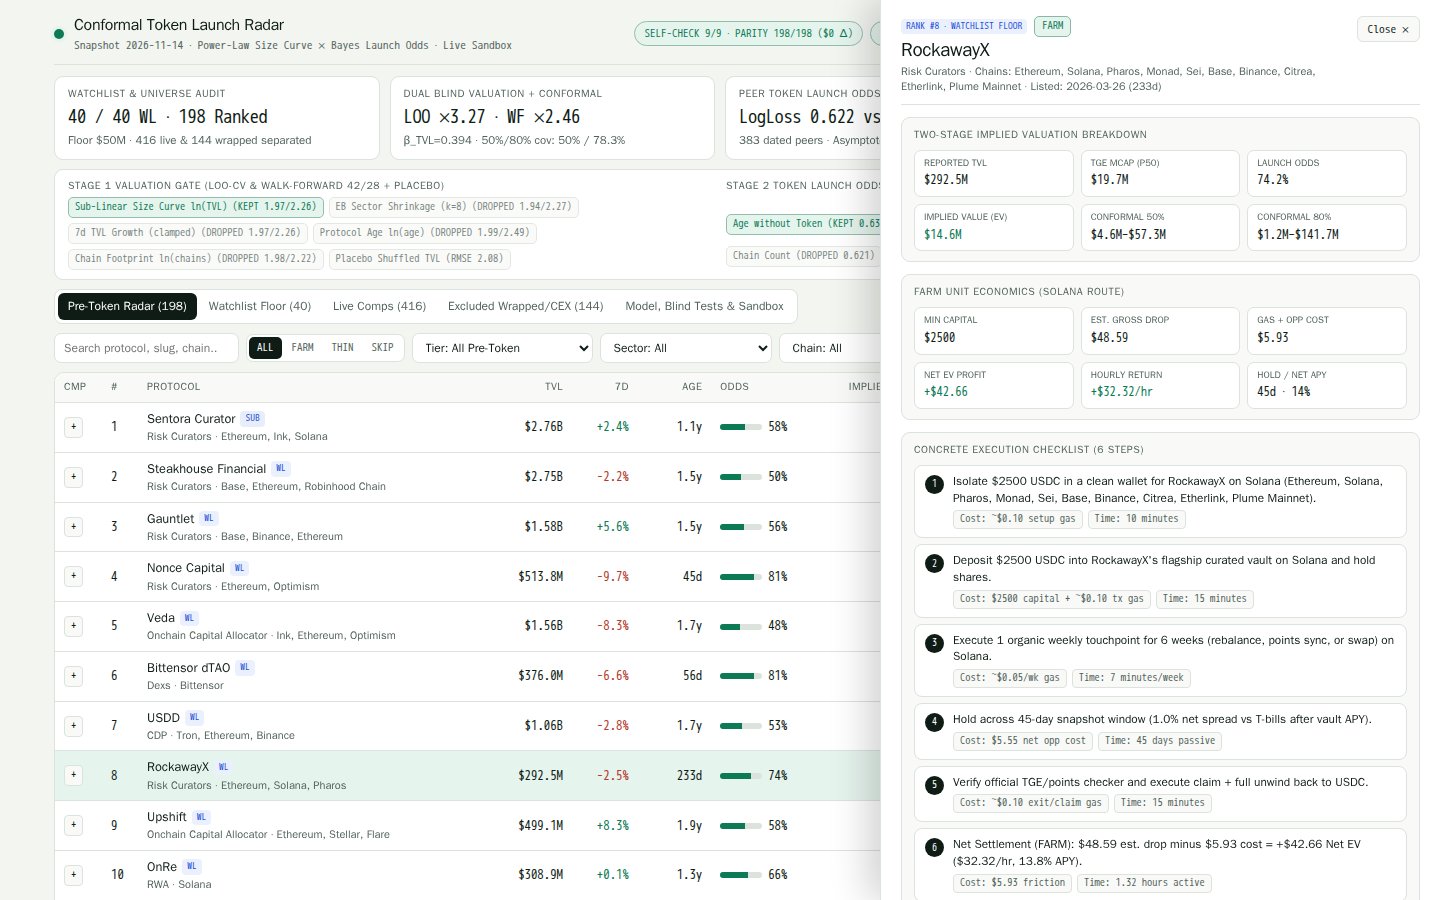 Conformal Token Launch Radar
Snapshot 2026-11-14 · Power-Law Size Curve × Bayes Launch Odds · Live Sandbox
SELF-CHECK 9/9 · PARITY 198/198 ($0 Δ)
WATCHLIST & UNIVERSE AUDIT
40 / 40 WL · 198 Ranked
Floor $50M · 416 live & 144 wrapped separated
DUAL BLIND VALUATION + CONFORMAL
LOO ×3.27 · WF ×2.46
β_TVL=0.394 · 50%/80% cov: 50% / 78.3%
PEER TOKEN LAUNCH ODDS
LogLoss 0.622 vs
383 dated peers · Asymptot
STAGE 1 VALUATION GATE (LOO-CV & WALK-FORWARD 42/28 + PLACEBO)
Sub-Linear Size Curve ln(TVL) (KEPT 1.97/2.26)
EB Sector Shrinkage (k=8) (DROPPED 1.94/2.27)
7d TVL Growth (clamped) (DROPPED 1.97/2.26)
Protocol Age ln(age) (DROPPED 1.99/2.49)
Chain Footprint ln(chains) (DROPPED 1.98/2.22)
Placebo Shuffled TVL (RMSE 2.08)
STAGE 2 TOKEN LAUNCH ODDS
Age without Token (KEPT 0.63
Chain Count (DROPPED 0.621)
Pre-Token Radar (198)
Watchlist Floor (40)
Live Comps (416)
Excluded Wrapped/CEX (144)
Model, Blind Tests & Sandbox
Search protocol, slug, chain..
ALL
FARM
THIN
SKIP
Tier: All Pre-Token
Sector: All
Chain: All
CMP # PROTOCOL TVL 7D AGE ODDS IMPLIE
+ 1 Sentora Curator SUB $2.76B +2.4% 1.1y 58%
Risk Curators · Ethereum, Ink, Solana
+ 2 Steakhouse Financial WL $2.75B -2.2% 1.5y 50%
Risk Curators · Base, Ethereum, Robinhood Chain
+ 3 Gauntlet WL $1.58B +5.6% 1.5y 56%
Risk Curators · Base, Binance, Ethereum
+ 4 Nonce Capital WL $513.8M -9.7% 45d 81%
Risk Curators · Ethereum, Optimism
+ 5 Veda WL $1.56B -8.3% 1.7y 48%
Onchain Capital Allocator · Ink, Ethereum, Optimism
+ 6 Bittensor dTAO WL $376.0M -6.6% 56d 81%
Dexs · Bittensor
+ 7 USDD WL $1.06B -2.8% 1.7y 53%
CDP · Tron, Ethereum, Binance
+ 8 RockawayX WL $292.5M -2.5% 233d 74%
Risk Curators · Ethereum, Solana, Pharos
+ 9 Upshift WL $499.1M +8.3% 1.9y 58%
Onchain Capital Allocator · Ethereum, Stellar, Flare
+ 10 OnRe WL $308.9M +0.1% 1.3y 66%
RWA · Solana
RANK #8 · WATCHLIST FLOOR
FARM
Close ×
RockawayX
Risk Curators · Chains: Ethereum, Solana, Pharos, Monad, Sei, Base, Binance, Citrea,
Etherlink, Plume Mainnet · Listed: 2026-03-26 (233d)
TWO-STAGE IMPLIED VALUATION BREAKDOWN
REPORTED TVL
$292.5M
TGE MCAP (P50)
$19.7M
LAUNCH ODDS
74.2%
IMPLIED VALUE (EV)
$14.6M
CONFORMAL 50%
$4.6M–$57.3M
CONFORMAL 80%
$1.2M–$141.7M
FARM UNIT ECONOMICS (SOLANA ROUTE)
MIN CAPITAL
$2500
EST. GROSS DROP
$48.59
GAS + OPP COST
$5.93
NET EV PROFIT
+$42.66
HOURLY RETURN
+$32.32/hr
HOLD / NET APY
45d · 14%
CONCRETE EXECUTION CHECKLIST (6 STEPS)
1 Isolate $2500 USDC in a clean wallet for RockawayX on Solana (Ethereum, Solana,
Pharos, Monad, Sei, Base, Binance, Citrea, Etherlink, Plume Mainnet).
Cost: ~$0.10 setup gas
Time: 10 minutes
2 Deposit $2500 USDC into RockawayX's flagship curated vault on Solana and hold
shares.
Cost: $2500 capital + ~$0.10 tx gas
Time: 15 minutes
3 Execute 1 organic weekly touchpoint for 6 weeks (rebalance, points sync, or swap) on
Solana.
Cost: ~$0.05/wk gas
Time: 7 minutes/week
4 Hold across 45-day snapshot window (1.0% net spread vs T-bills after vault APY).
Cost: $5.55 net opp cost
Time: 45 days passive
5 Verify official TGE/points checker and execute claim + full unwind back to USDC.
Cost: ~$0.10 exit/claim gas
Time: 15 minutes
6 Net Settlement (FARM): $48.59 est. drop minus $5.93 cost = +$42.66 Net EV
($32.32/hr, 13.8% APY).
Cost: $5.93 friction
Time: 1.32 hours active